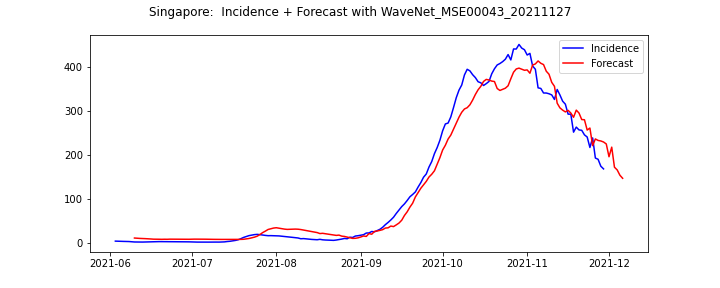 Singapore:  Incidence + Forecast with WaveNet_MSE00043_20211127
Incidence
Forecast
400
300
200
100
0
2021-06 2021-07 2021-08 2021-09 2021-10 2021-11 2021-12